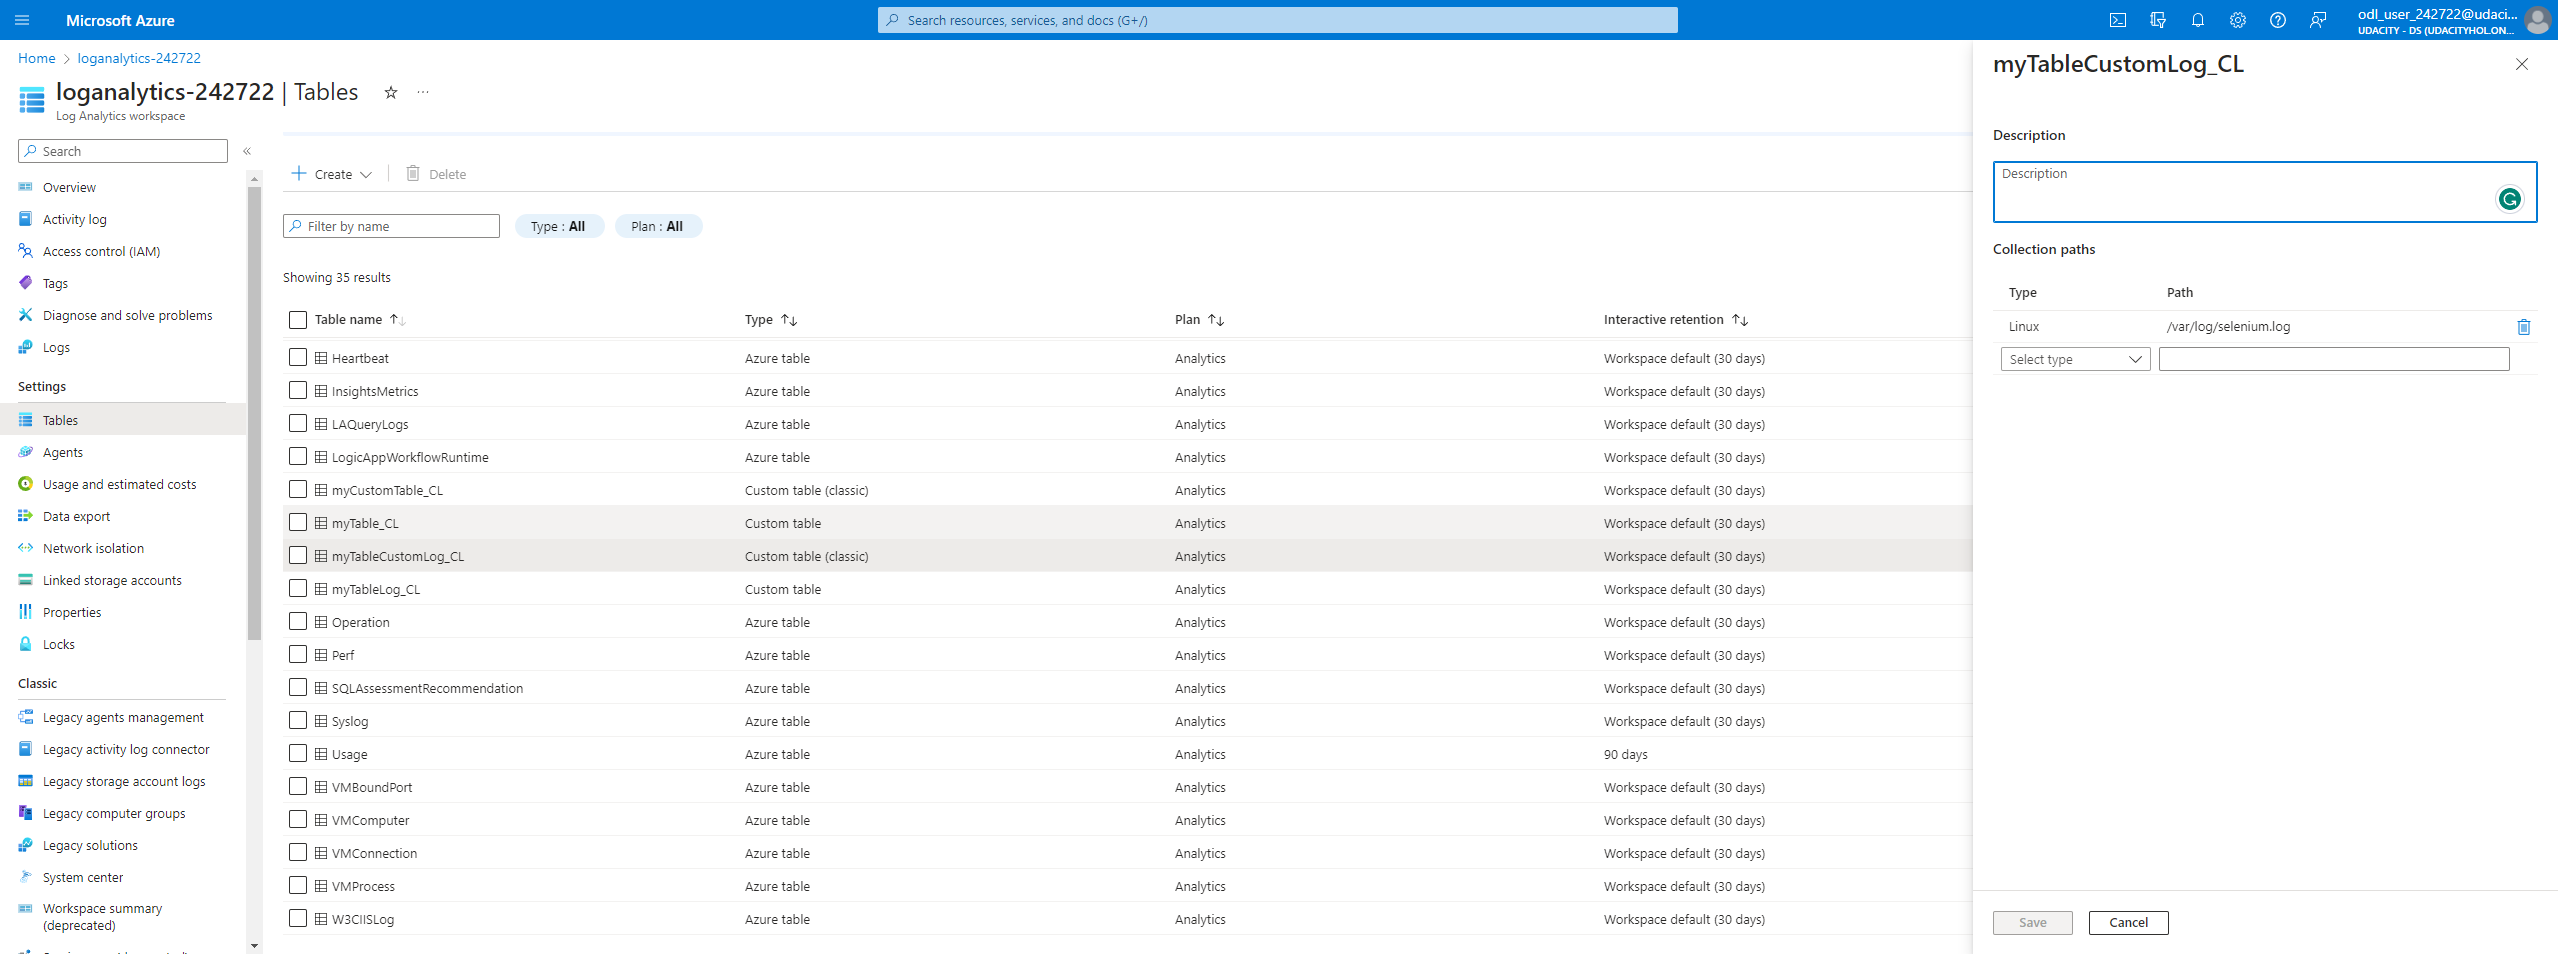 Microsoft Azure
Search resources, services, and docs (G+/)
odl_user_242722@udaci...
UDACITY - DS (UDACITYHOL.ON...
Home > loganalytics-242722
loganalytics-242722 | Tables
Log Analytics workspace
Search
Overview
Activity log
Access control (IAM)
Tags
Diagnose and solve problems
Logs
Settings
Tables
Agents
Usage and estimated costs
Data export
Network isolation
Linked storage accounts
Properties
Locks
Classic
Legacy agents management
Legacy activity log connector
Legacy storage account logs
Legacy computer groups
Legacy solutions
System center
Workspace summary
(deprecated)
Create
Delete
Filter by name
Type : All
Plan : All
Showing 35 results
Table name Type Plan Interactive retention
Heartbeat Azure table Analytics Workspace default (30 days)
InsightsMetrics Azure table Analytics Workspace default (30 days)
LAQueryLogs Azure table Analytics Workspace default (30 days)
LogicAppWorkflowRuntime Azure table Analytics Workspace default (30 days)
myCustomTable_CL Custom table (classic) Analytics Workspace default (30 days)
myTable_CL Custom table Analytics Workspace default (30 days)
myTableCustomLog_CL Custom table (classic) Analytics Workspace default (30 days)
myTableLog_CL Custom table Analytics Workspace default (30 days)
Operation Azure table Analytics Workspace default (30 days)
Perf Azure table Analytics Workspace default (30 days)
SQLAssessmentRecommendation Azure table Analytics Workspace default (30 days)
Syslog Azure table Analytics Workspace default (30 days)
Usage Azure table Analytics 90 days
VMBoundPort Azure table Analytics Workspace default (30 days)
VMComputer Azure table Analytics Workspace default (30 days)
VMConnection Azure table Analytics Workspace default (30 days)
VMProcess Azure table Analytics Workspace default (30 days)
W3CIISLog Azure table Analytics Workspace default (30 days)
myTableCustomLog_CL
Description
Description
Collection paths
Type Path
Linux /var/log/selenium.log
Select type
Save
Cancel